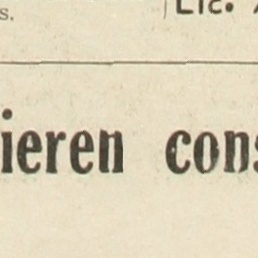 s. Lic.
ieren cons